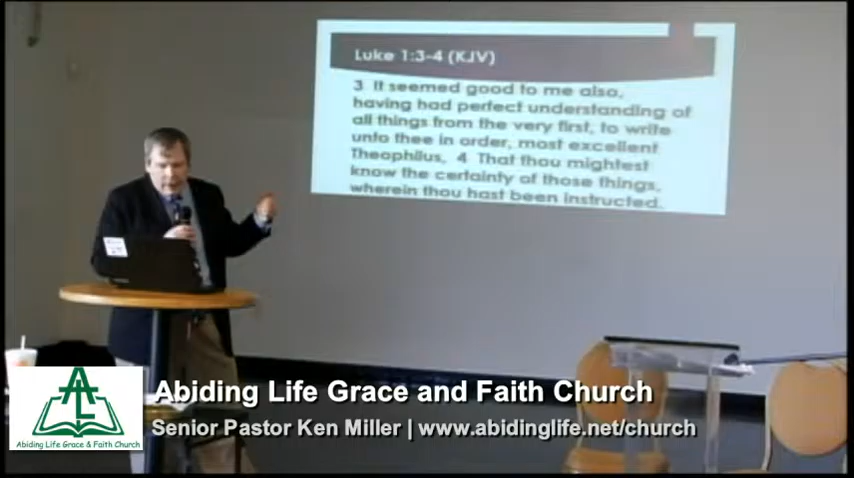 Luke 1:3-4 (KJV)
3 It seemed good to me also,
having had perfect understanding of
all things from the very first, to write
unto thee in order, most excellent
Theophilus, 4 That thou mightest
know the certainty of those things,
wherein thou hast been instructed.
AL
Abiding Life Grace & Faith Church
Abiding Life Grace and Faith Church
Senior Pastor Ken Miller | www.abidinglife.net/church